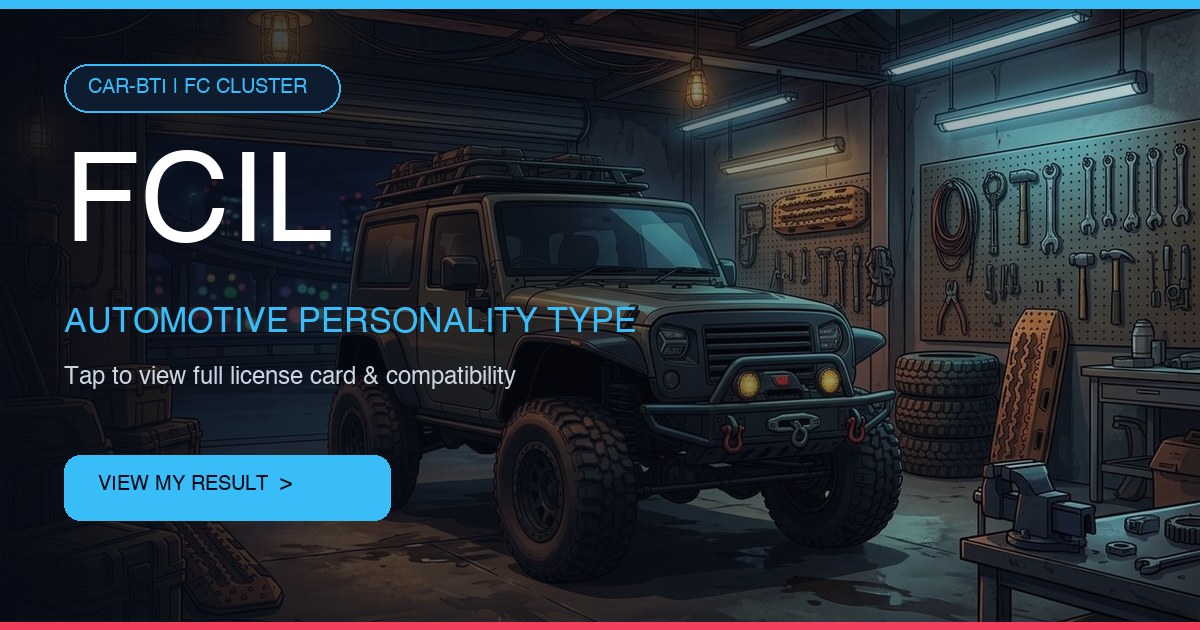 CAR-BTI | FC CLUSTER
FCIL
AUTOMOTIVE PERSONALITY TYPE
Tap to view full license card & compatibility
VIEW MY RESULT >